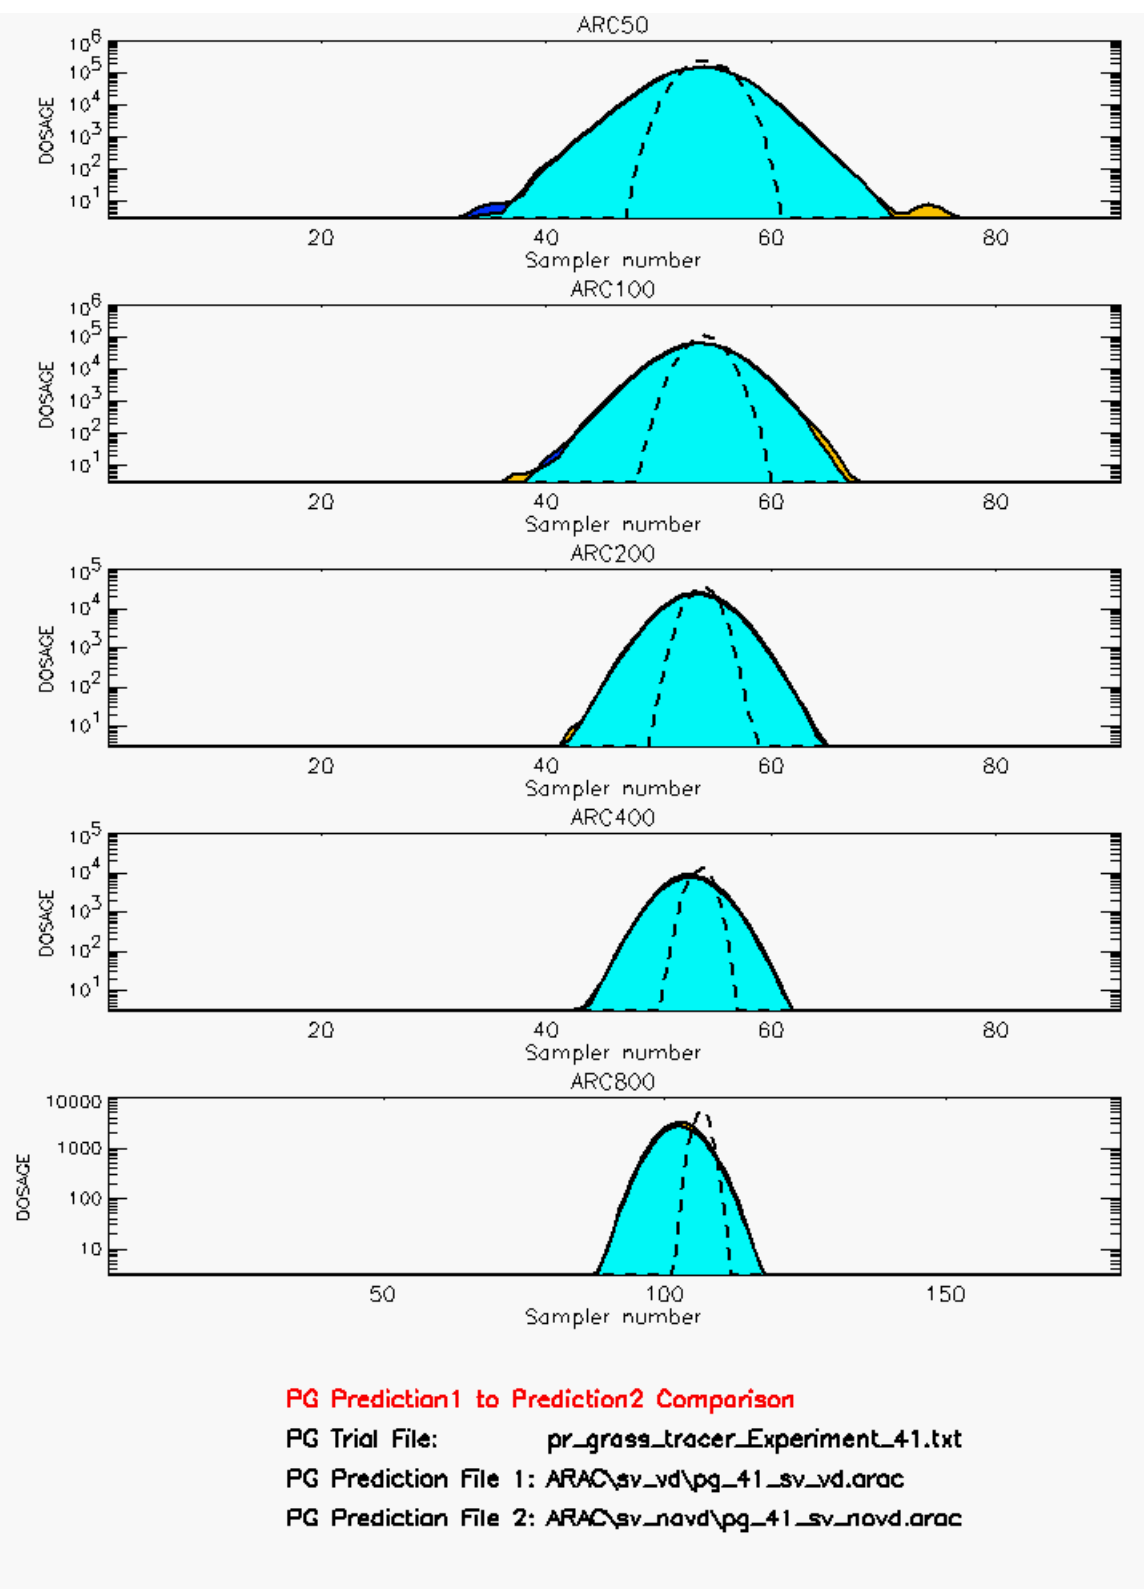 ARC50
10^6
10^5
10^4
10^3
10^2
10^1
DOSAGE
20 40 60 80
Sampler number
ARC100
10^6
10^5
10^4
10^3
10^2
10^1
DOSAGE
20 40 60 80
Sampler number
ARC200
10^5
10^4
10^3
10^2
10^1
DOSAGE
20 40 60 80
Sampler number
ARC400
10^5
10^4
10^3
10^2
10^1
DOSAGE
20 40 60 80
Sampler number
ARC800
10000
1000
100
10
DOSAGE
50 100 150
Sampler number
PG Prediction1 to Prediction2 Comparison
PG Trial File: pr_grass_tracer_Experiment_41.txt
PG Prediction File 1: ARAC\sv_vd\pg_41_sv_vd.arac
PG Prediction File 2: ARAC\sv_novd\pg_41_sv_novd.arac